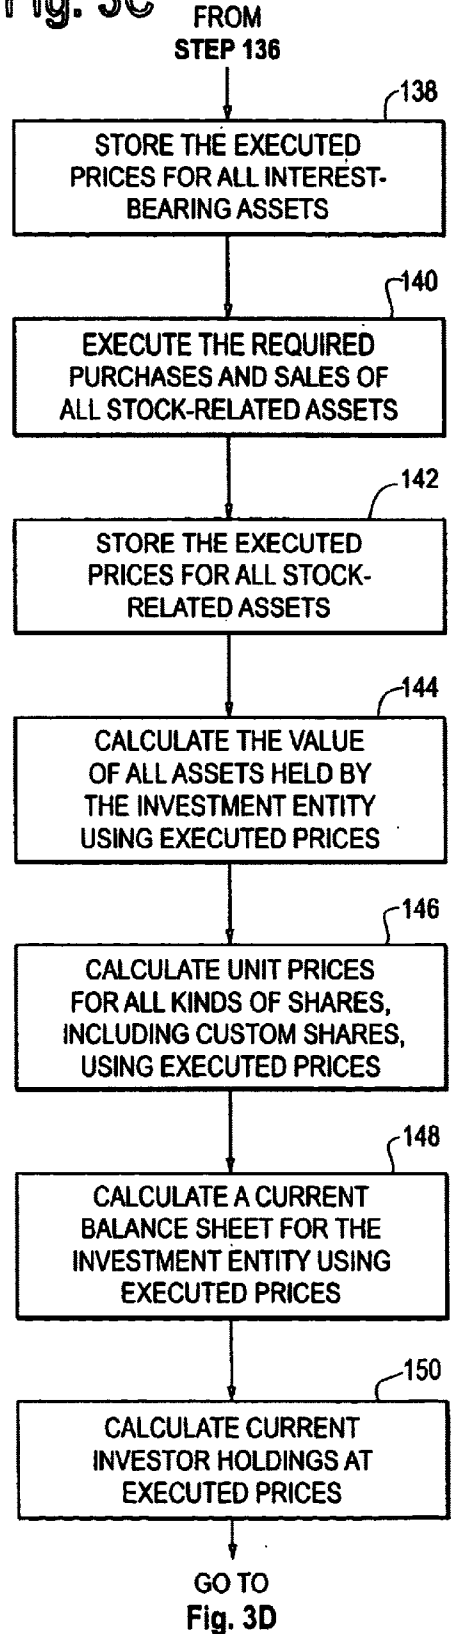 Fig. 3C
FROM
STEP 136
138
STORE THE EXECUTED
PRICES FOR ALL INTEREST-
BEARING ASSETS
140
EXECUTE THE REQUIRED
PURCHASES AND SALES OF
ALL STOCK-RELATED ASSETS
142
STORE THE EXECUTED
PRICES FOR ALL STOCK-
RELATED ASSETS
144
CALCULATE THE VALUE
OF ALL ASSETS HELD BY
THE INVESTMENT ENTITY
USING EXECUTED PRICES
146
CALCULATE UNIT PRICES
FOR ALL KINDS OF SHARES,
INCLUDING CUSTOM SHARES,
USING EXECUTED PRICES
148
CALCULATE A CURRENT
BALANCE SHEET FOR THE
INVESTMENT ENTITY USING
EXECUTED PRICES
150
CALCULATE CURRENT
INVESTOR HOLDINGS AT
EXECUTED PRICES
GO TO
Fig. 3D